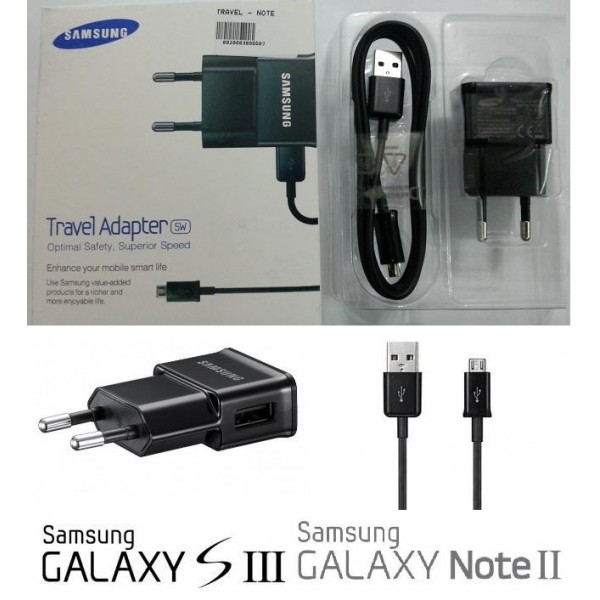 SAMSUNG
TRAVEL - NOTE
SAMSUNG
Travel Adapter 5W
Optimal Safety, Superior Speed
Enhance your mobile smart life
Use Samsung value-added
products for a richer and
more enjoyable life.
SAMSUNG
SAMSUNG
Samsung
GALAXY S III
Samsung
GALAXY Note II